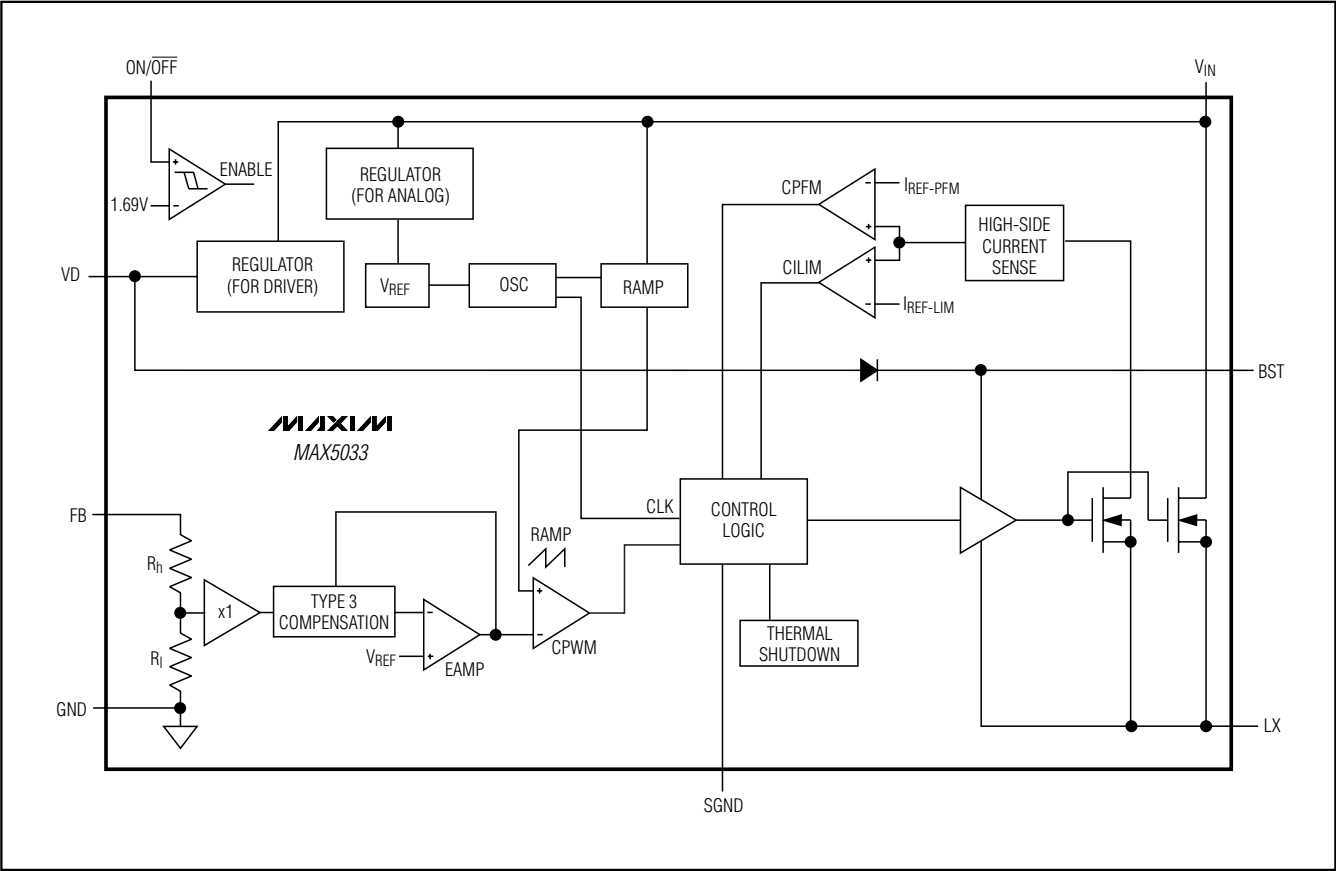 ON/OFF
VIN
ENABLE
1.69V
+
-
REGULATOR
(FOR ANALOG)
REGULATOR
(FOR DRIVER)
VD
VREF
OSC
RAMP
CPFM
-
+
IREF-PFM
CILIM
+
-
IREF-LIM
HIGH-SIDE
CURRENT
SENSE
BST
MAXIM
MAX5033
FB
Rh
Rl
x1
GND
TYPE 3
COMPENSATION
-
+
VREF
EAMP
RAMP
+
-
CPWM
CLK
CONTROL
LOGIC
THERMAL
SHUTDOWN
LX
SGND